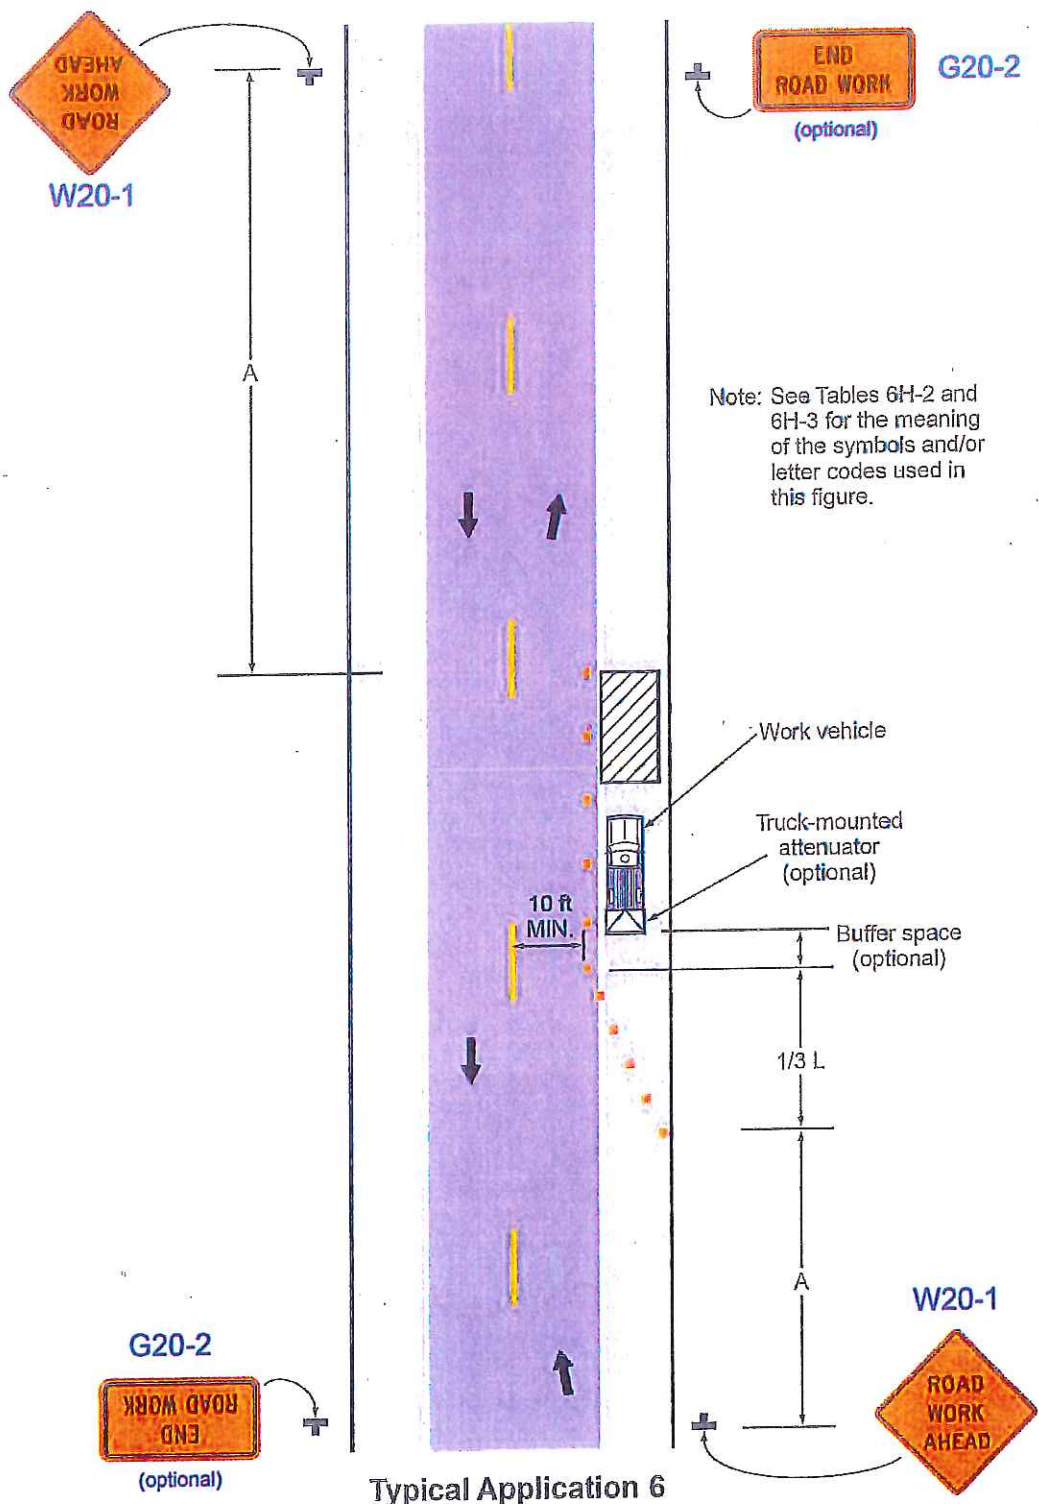 ROAD
WORK
AHEAD
W20-1
END
ROAD WORK
(optional)
G20-2
A
Note: See Tables 6H-2 and
6H-3 for the meaning
of the symbols and/or
letter codes used in
this figure.
Work vehicle
Truck-mounted
attenuator
(optional)
10 ft
MIN.
Buffer space
(optional)
1/3 L
A
W20-1
ROAD
WORK
AHEAD
G20-2
END
ROAD WORK
(optional)
Typical Application 6